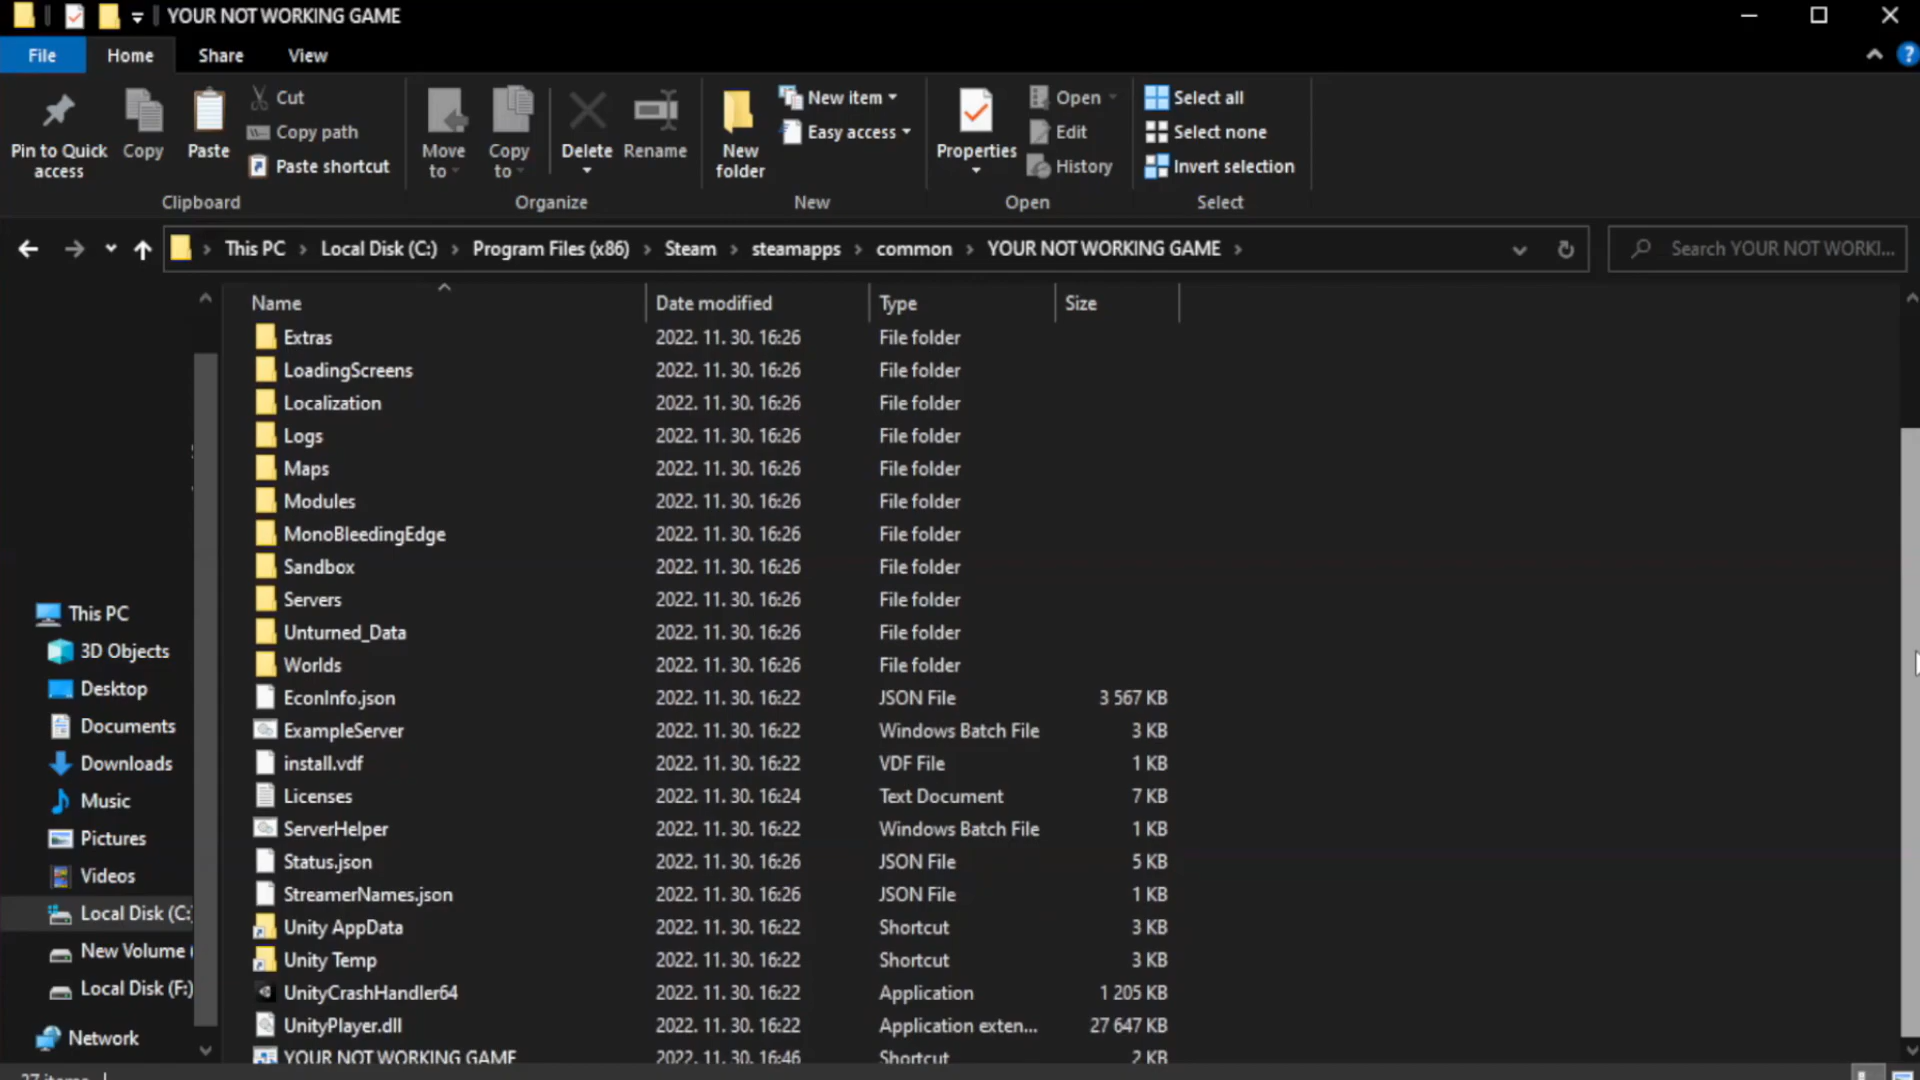 YOUR NOT WORKING GAME
File Home Share View
Pin to Quick access
Copy
Paste
Cut
Copy path
Paste shortcut
Clipboard
Move to
Copy to
Delete
Rename
Organize
New folder
New item
Easy access
New
Properties
Open
Edit
History
Open
Select all
Select none
Invert selection
Select
This PC > Local Disk (C:) > Program Files (x86) > Steam > steamapps > common > YOUR NOT WORKING GAME >
Search YOUR NOT WORKI...
Name Date modified Type Size
Extras 2022. 11. 30. 16:26 File folder
LoadingScreens 2022. 11. 30. 16:26 File folder
Localization 2022. 11. 30. 16:26 File folder
Logs 2022. 11. 30. 16:26 File folder
Maps 2022. 11. 30. 16:26 File folder
Modules 2022. 11. 30. 16:26 File folder
MonoBleedingEdge 2022. 11. 30. 16:26 File folder
Sandbox 2022. 11. 30. 16:26 File folder
Servers 2022. 11. 30. 16:26 File folder
Unturned_Data 2022. 11. 30. 16:26 File folder
Worlds 2022. 11. 30. 16:26 File folder
EconInfo.json 2022. 11. 30. 16:22 JSON File 3 567 KB
ExampleServer 2022. 11. 30. 16:22 Windows Batch File 3 KB
install.vdf 2022. 11. 30. 16:22 VDF File 1 KB
Licenses 2022. 11. 30. 16:24 Text Document 7 KB
ServerHelper 2022. 11. 30. 16:22 Windows Batch File 1 KB
Status.json 2022. 11. 30. 16:26 JSON File 5 KB
StreamerNames.json 2022. 11. 30. 16:26 JSON File 1 KB
Unity AppData 2022. 11. 30. 16:22 Shortcut 3 KB
Unity Temp 2022. 11. 30. 16:22 Shortcut 3 KB
UnityCrashHandler64 2022. 11. 30. 16:22 Application 1 205 KB
UnityPlayer.dll 2022. 11. 30. 16:22 Application exten... 27 647 KB
YOUR NOT WORKING GAME 2022. 11. 30. 16:46 Shortcut 2 KB
This PC
3D Objects
Desktop
Documents
Downloads
Music
Pictures
Videos
Local Disk (C:)
New Volume (
Local Disk (F:)
Network